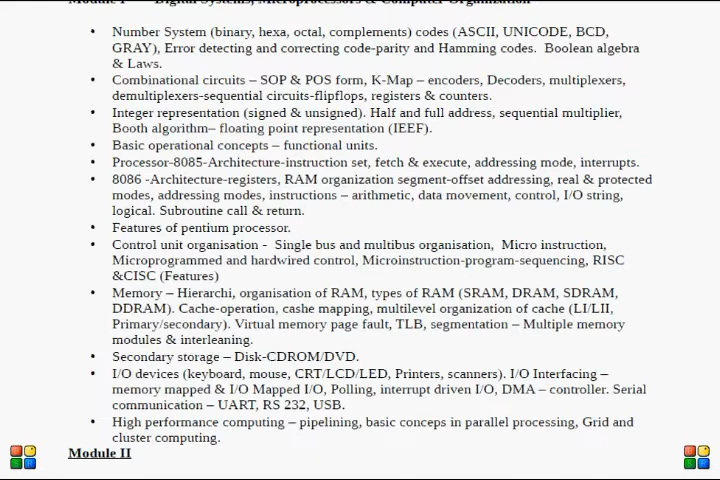 Module I Digital Systems, Microprocessors & Computer Organization
• Number System (binary, hexa, octal, complements) codes (ASCII, UNICODE, BCD,
GRAY), Error detecting and correcting code-parity and Hamming codes. Boolean algebra
& Laws.
• Combinational circuits – SOP & POS form, K-Map – encoders, Decoders, multiplexers,
demultiplexers-sequential circuits-flipflops, registers & counters.
• Integer representation (signed & unsigned). Half and full address, sequential multiplier,
Booth algorithm– floating point representation (IEEF).
• Basic operational concepts – functional units.
• Processor-8085-Architecture-instruction set, fetch & execute, addressing mode, interrupts.
• 8086 -Architecture-registers, RAM organization segment-offset addressing, real & protected
modes, addressing modes, instructions – arithmetic, data movement, control, I/O string,
logical. Subroutine call & return.
• Features of pentium processor.
• Control unit organisation - Single bus and multibus organisation, Micro instruction,
Microprogrammed and hardwired control, Microinstruction-program-sequencing, RISC
&CISC (Features)
• Memory – Hierarchi, organisation of RAM, types of RAM (SRAM, DRAM, SDRAM,
DDRAM). Cache-operation, cashe mapping, multilevel organization of cache (LI/LII,
Primary/secondary). Virtual memory page fault, TLB, segmentation – Multiple memory
modules & interleaning.
• Secondary storage – Disk-CDROM/DVD.
• I/O devices (keyboard, mouse, CRT/LCD/LED, Printers, scanners). I/O Interfacing –
memory mapped & I/O Mapped I/O, Polling, interrupt driven I/O, DMA – controller. Serial
communication – UART, RS 232, USB.
• High performance computing – pipelining, basic conceps in parallel processing, Grid and
cluster computing.
Module II